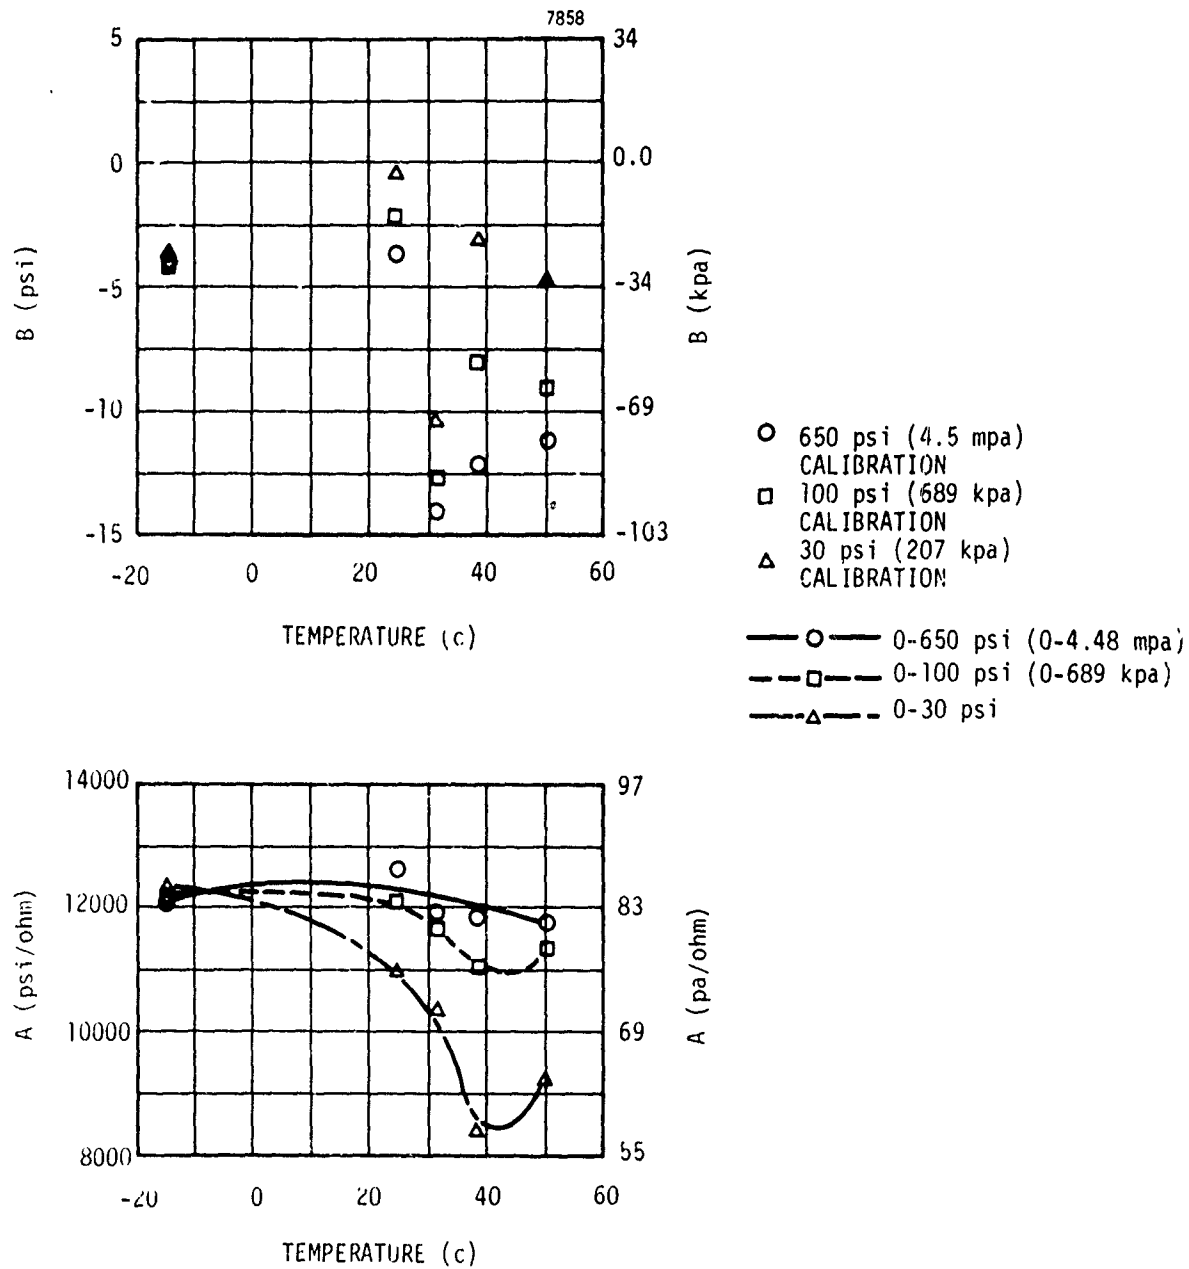 7858
5
0
-5
-10
-15
B (psi)
34
0.0
-34
-69
-103
B (kpa)
-20 0 20 40 60
TEMPERATURE (c)
650 psi (4.5 mpa)
CALIBRATION
100 psi (689 kpa)
CALIBRATION
30 psi (207 kpa)
CALIBRATION
0-650 psi (0-4.48 mpa)
0-100 psi (0-689 kpa)
0-30 psi
14000
12000
10000
8000
A (psi/ohm)
97
83
69
55
A (pa/ohm)
-20 0 20 40 60
TEMPERATURE (c)